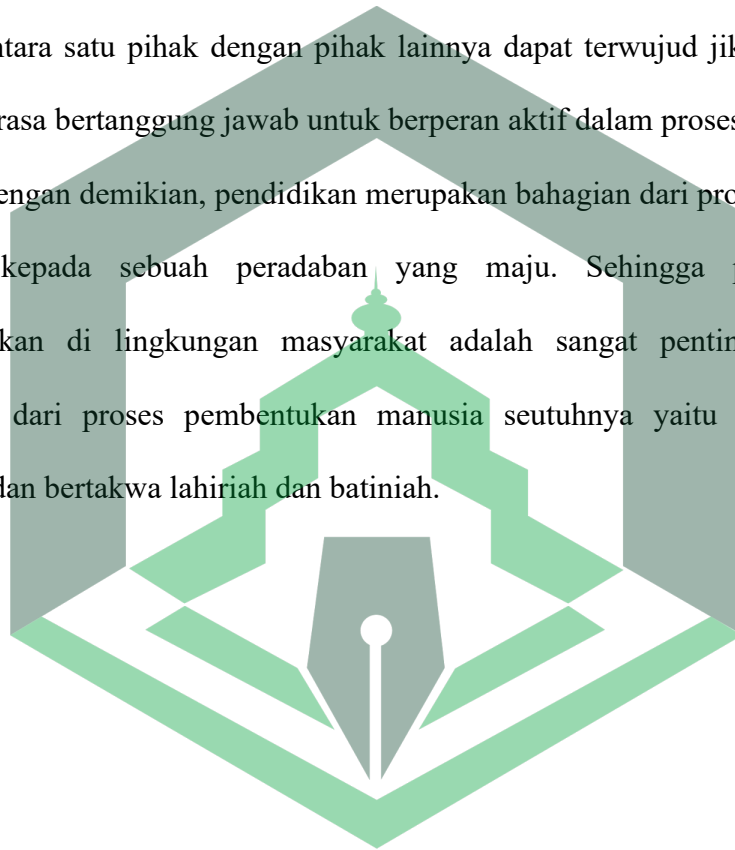 ntara satu pihak dengan pihak lainnya dapat terwujud jik
rasa bertanggung jawab untuk berperan aktif dalam proses
engan demikian, pendidikan merupakan bahagian dari pro
kepada sebuah peradaban yang maju. Sehingga p
kan di lingkungan masyarakat adalah sangat pentin
dari proses pembentukan manusia seutuhnya yaitu
dan bertakwa lahiriah dan batiniah.